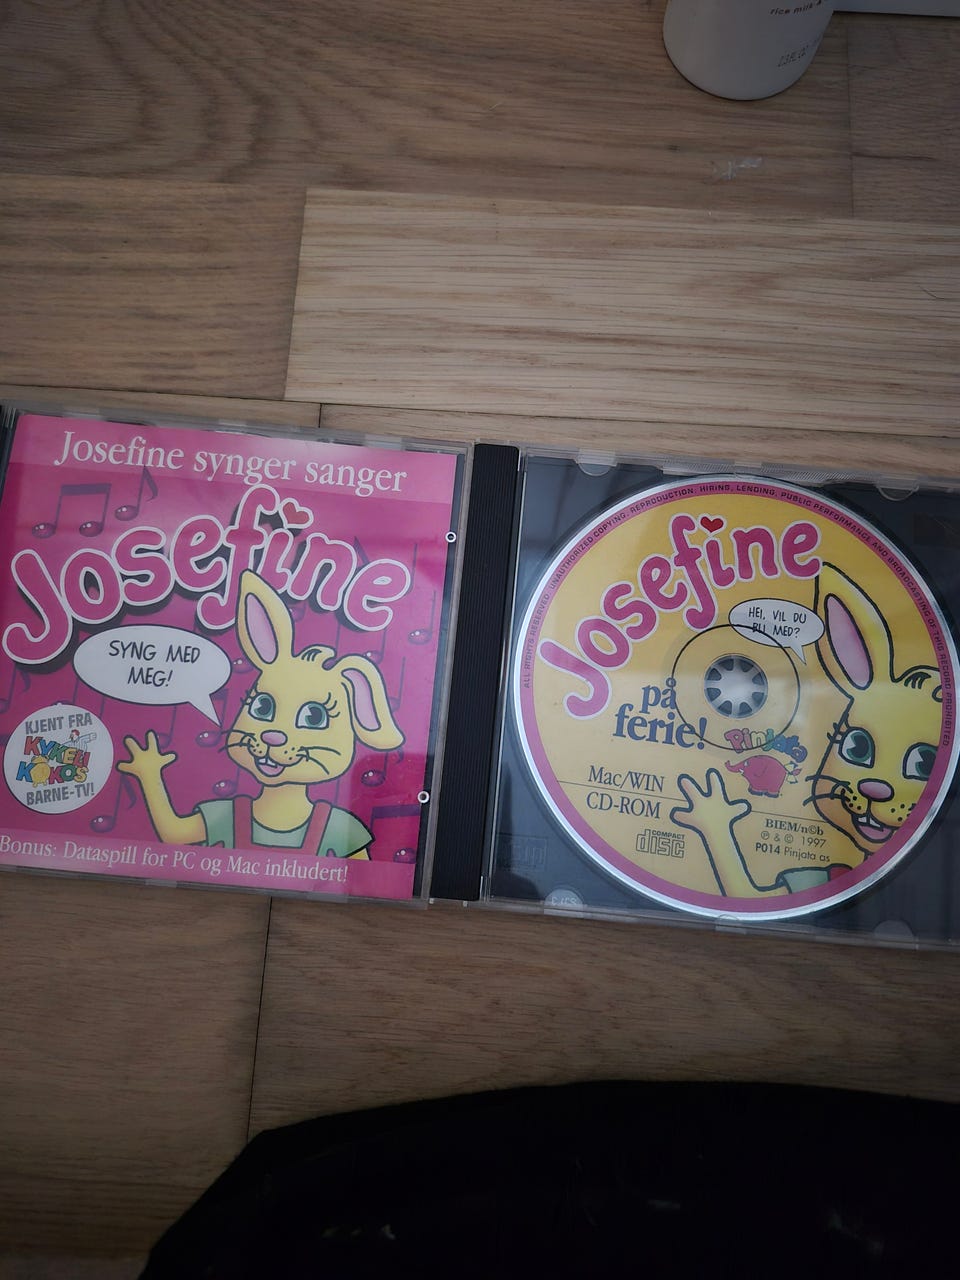 rice milk
Josefine synger sanger
Josefine
SYNG MED
MEG!
KJENT FRA
KYKELI
KOKOS
BARNE-TV!
Bonus: Dataspill for PC og Mac inkludert!
ALL RIGHTS RESERVED. UNAUTHORIZED COPYING, REPRODUCTION, HIRING, LENDING, PUBLIC PERFORMANCE AND BROADCASTING OF THIS RECORD PROHIBITED
Josefine
HEI, VIL DU
BLI MED?
på
ferie!
Pinjata
Mac/WIN
CD-ROM
COMPACT
disc
BIEM/n©b
℗ & © 1997
P014 Pinjata as